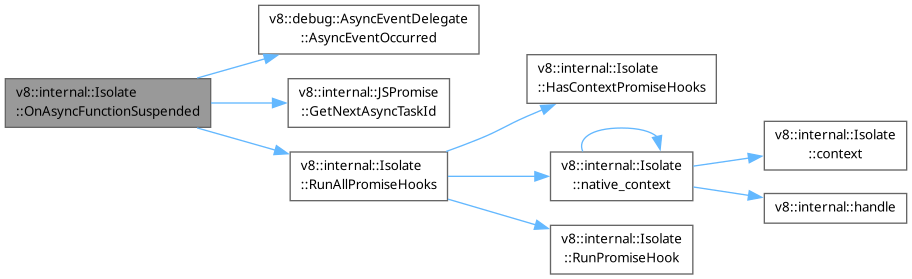 v8::internal::Isolate
::OnAsyncFunctionSuspended
v8::debug::AsyncEventDelegate
::AsyncEventOccurred
v8::internal::JSPromise
::GetNextAsyncTaskId
v8::internal::Isolate
::RunAllPromiseHooks
v8::internal::Isolate
::HasContextPromiseHooks
v8::internal::Isolate
::native_context
v8::internal::Isolate
::RunPromiseHook
v8::internal::Isolate
::context
v8::internal::handle